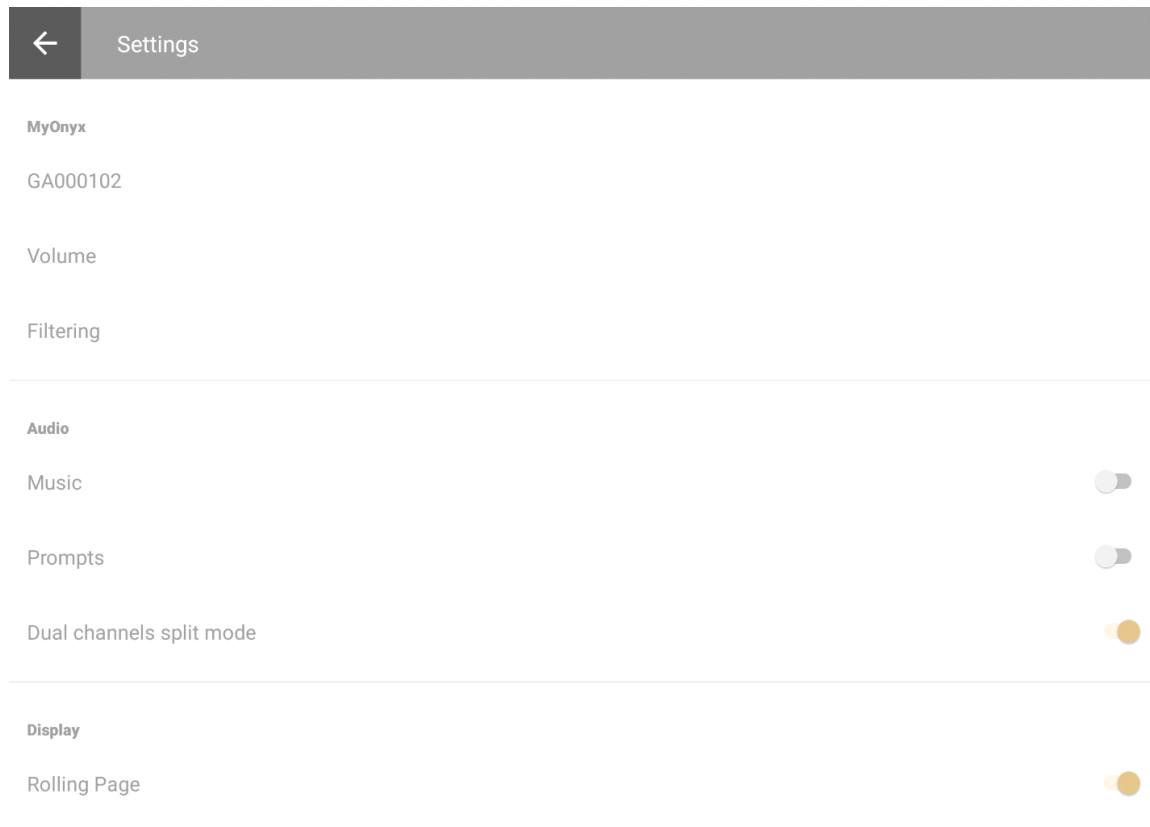 Settings
MyOnyx
GA000102
Volume
Filtering
Audio
Music
Prompts
Dual channels split mode
Display
Rolling Page